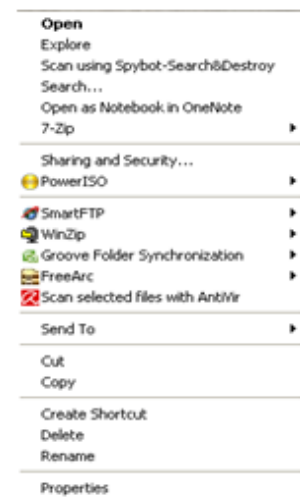 Open
Explore
Scan using Spybot-Search&Destroy
Search...
Open as Notebook in OneNote
7-Zip
Sharing and Security...
PowerISO
SmartFTP
WinZip
Groove Folder Synchronization
FreeArc
Scan selected files with AntiVir
Send To
Cut
Copy
Create Shortcut
Delete
Rename
Properties